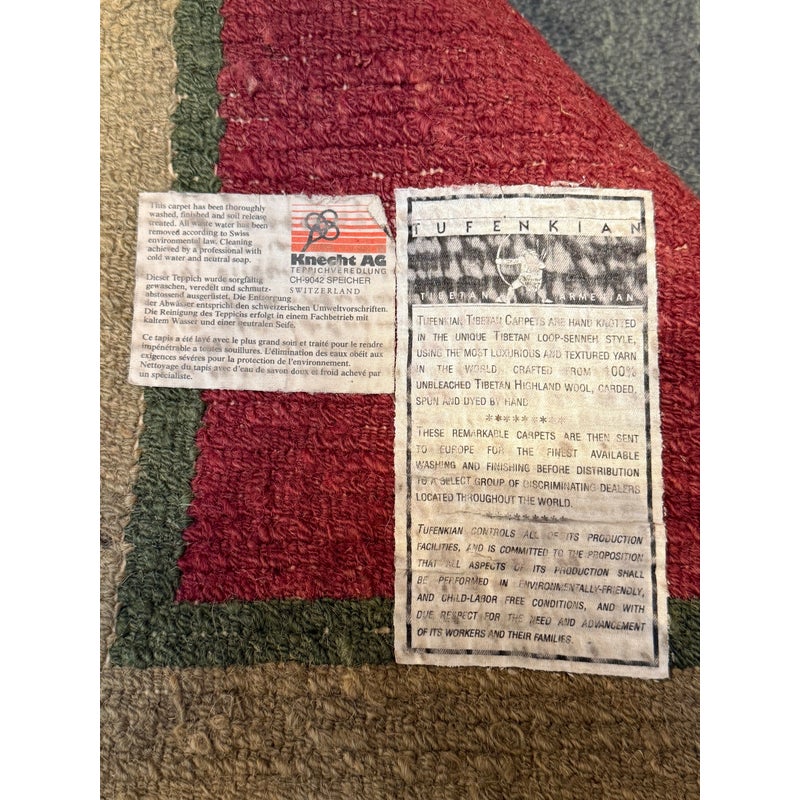 This carpet has been thoroughly
washed, finished and soil release
treated. All waste water has been
removed according to Swiss
environmental law. Cleaning
achieved by a professional with
cold water and neutral soap.
Knecht AG
TEPPICHVEREDLUNG
CH-9042 SPEICHER
SWITZERLAND
Dieser Teppich wurde sorgfältig
gewaschen, veredelt und schmutz-
abstossend ausgerüstet. Die Entsorgung
der Abwässer entspricht den schweizerischen Umweltvorschriften.
Die Reinigung des Teppichs erfolgt in einem Fachbetrieb mit
kaltem Wasser und einer neutralen Seife.
Ce tapis a été lavé avec le plus grand soin et traité pour le rendre
impénétrable a toutes souillures. L'élimination des eaux obéit aux
exigences sévères pour la protection de l'environnement.
Nettoyage du tapis avec d'eau de savon doux et froid achevé par
un spécialiste.
TUFENKIAN
TIBETAN ARMENIAN
TUFENKIAN TIBETAN CARPETS ARE HAND KNOTTED
IN THE UNIQUE TIBETAN LOOP-SENNEH STYLE,
USING THE MOST LUXURIOUS AND TEXTURED YARN
IN THE WORLD, CRAFTED FROM 100%
UNBLEACHED TIBETAN HIGHLAND WOOL, CARDED,
SPUN AND DYED BY HAND.
*********
THESE REMARKABLE CARPETS ARE THEN SENT
TO EUROPE FOR THE FINEST AVAILABLE
WASHING AND FINISHING BEFORE DISTRIBUTION
TO A SELECT GROUP OF DISCRIMINATING DEALERS
LOCATED THROUGHOUT THE WORLD.
*********
TUFENKIAN CONTROLS ALL OF ITS PRODUCTION
FACILITIES, AND IS COMMITTED TO THE PROPOSITION
THAT ALL ASPECTS OF ITS PRODUCTION SHALL
BE PERFORMED IN ENVIRONMENTALLY-FRIENDLY,
AND CHILD-LABOR FREE CONDITIONS, AND WITH
DUE RESPECT FOR THE NEED AND ADVANCEMENT
OF ITS WORKERS AND THEIR FAMILIES.